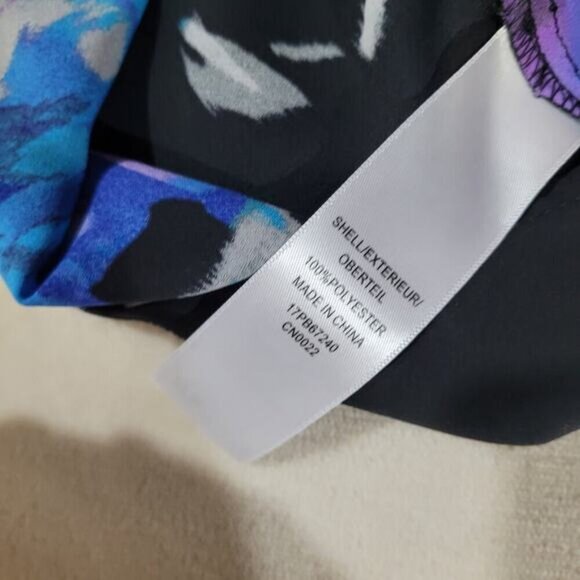 SHELL/EXTERIEUR/
OBERTEIL
100%POLYESTER
MADE IN CHINA
17PB67240
CN0022